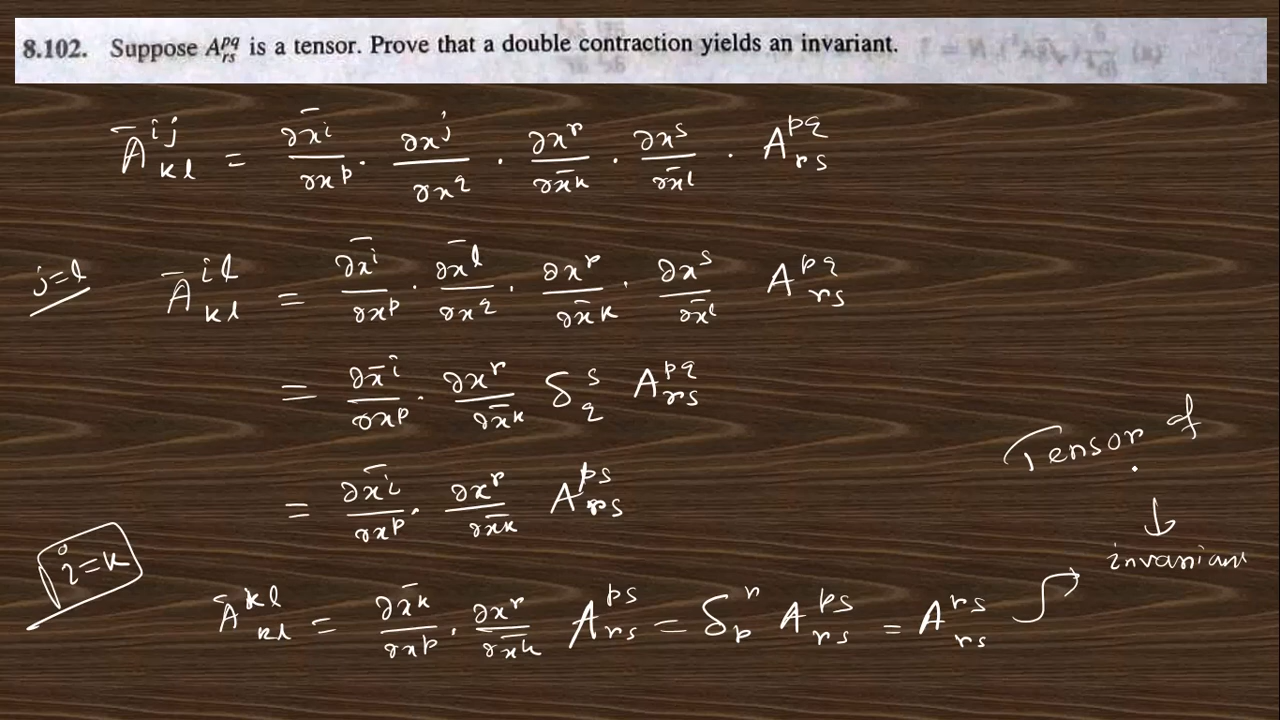 8.102. Suppose A^{pq}_{rs} is a tensor. Prove that a double contraction yields an invariant.
Ā^{ij}_{kl} = ∂x̄^i/∂x^p · ∂x^j/∂x^q · ∂x^r/∂x̄^k · ∂x^s/∂x̄^l · A^{pq}_{rs}
j=l Ā^{il}_{kl} = ∂x̄^i/∂x^p · ∂x̄^l/∂x^q · ∂x^r/∂x̄^k · ∂x^s/∂x̄^l A^{pq}_{rs}
= ∂x̄^i/∂x^p · ∂x^r/∂x̄^k δ^s_q A^{pq}_{rs}
= ∂x̄^i/∂x^p · ∂x^r/∂x̄^k A^{ps}_{rs}
Tensor of
↓
invarian
i=k
Ā^{kl}_{kl} = ∂x̄^k/∂x^p · ∂x^r/∂x̄^k A^{ps}_{rs} = δ^r_p A^{ps}_{rs} = A^{rs}_{rs}